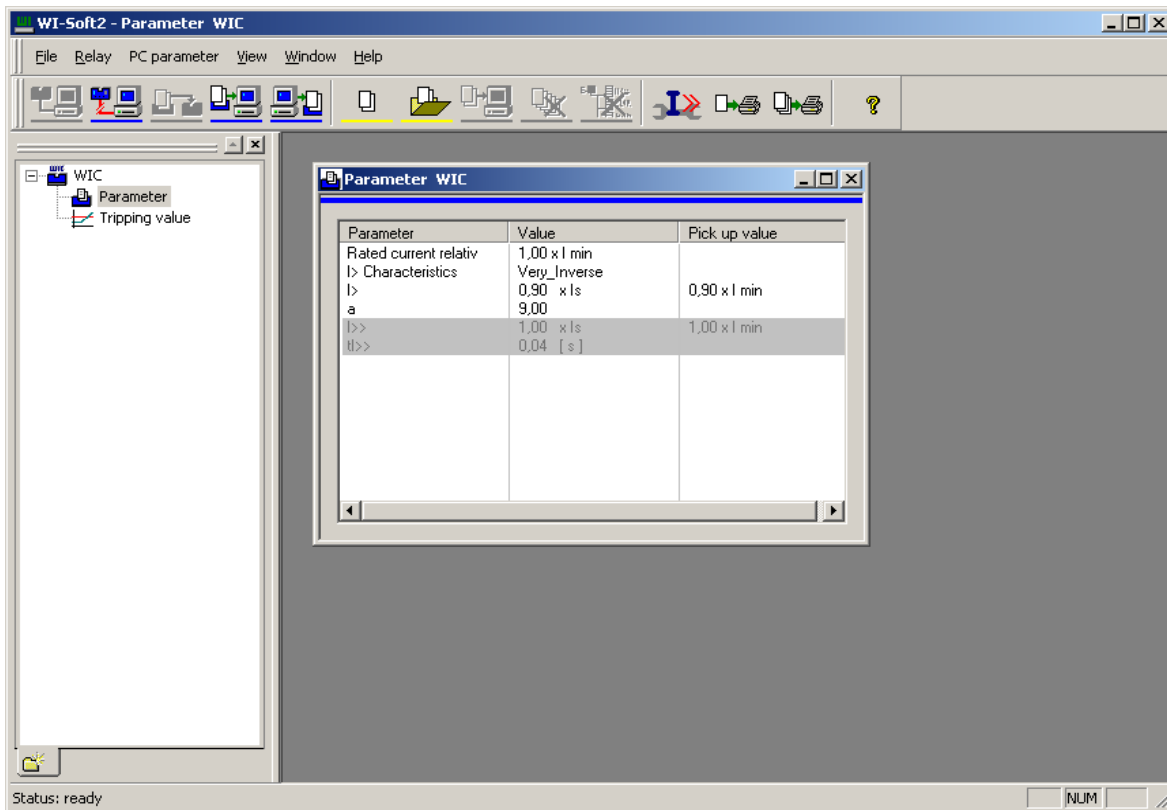 WI-Soft2 - Parameter WIC
File Relay PC parameter View Window Help
WIC
Parameter
Tripping value
Parameter WIC
Parameter Value Pick up value
Rated current relativ 1,00 x I min
I> Characteristics Very_Inverse
I> 0,90 x Is 0,90 x I min
a 9,00
I>> 1,00 x Is 1,00 x I min
tI>> 0,04 [ s ]
Status: ready NUM